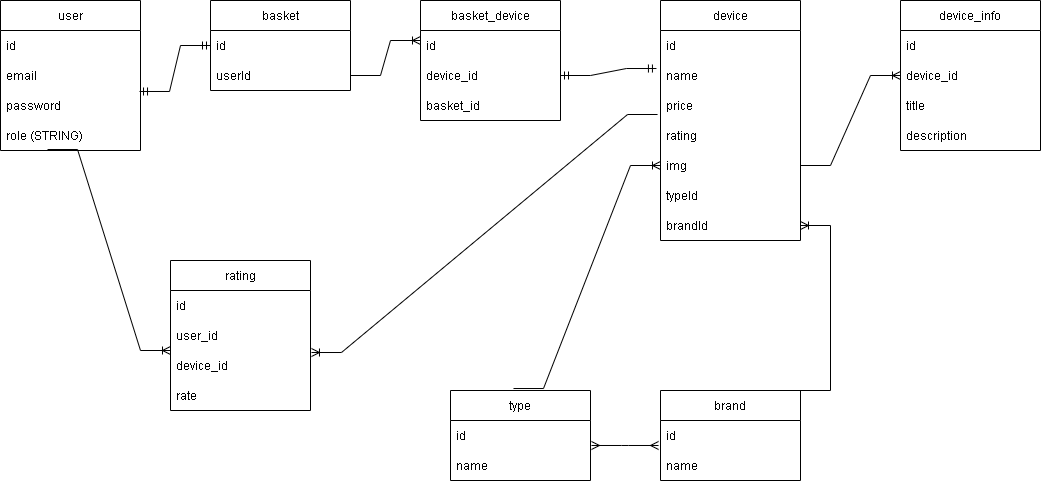 user
id
email
password
role (STRING)
basket
id
userId
basket_device
id
device_id
basket_id
device
id
name
price
rating
img
typeId
brandId
device_info
id
device_id
title
description
rating
id
user_id
device_id
rate
type
id
name
brand
id
name